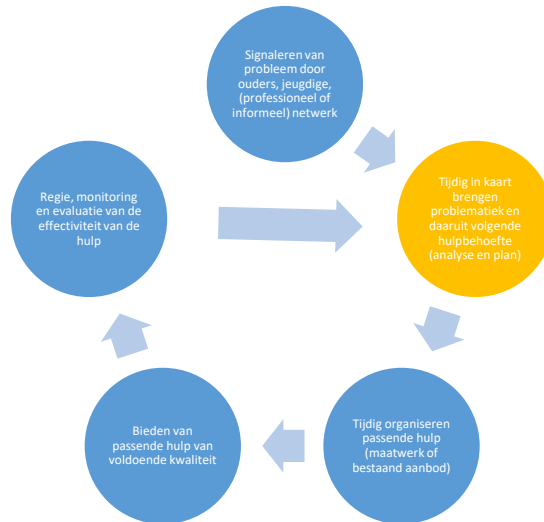 Signaleren van
probleem door
ouders, jeugdige,
(professioneel of
informeel) netwerk
Tijdig in kaart
brengen
problematiek en
daaruit volgende
hulpbehoefte
(analyse en plan)
Tijdig organiseren
passende hulp
(maatwerk of
bestaand aanbod)
Bieden van
passende hulp van
voldoende kwaliteit
Regie, monitoring
en evaluatie van de
effectiviteit van de
hulp